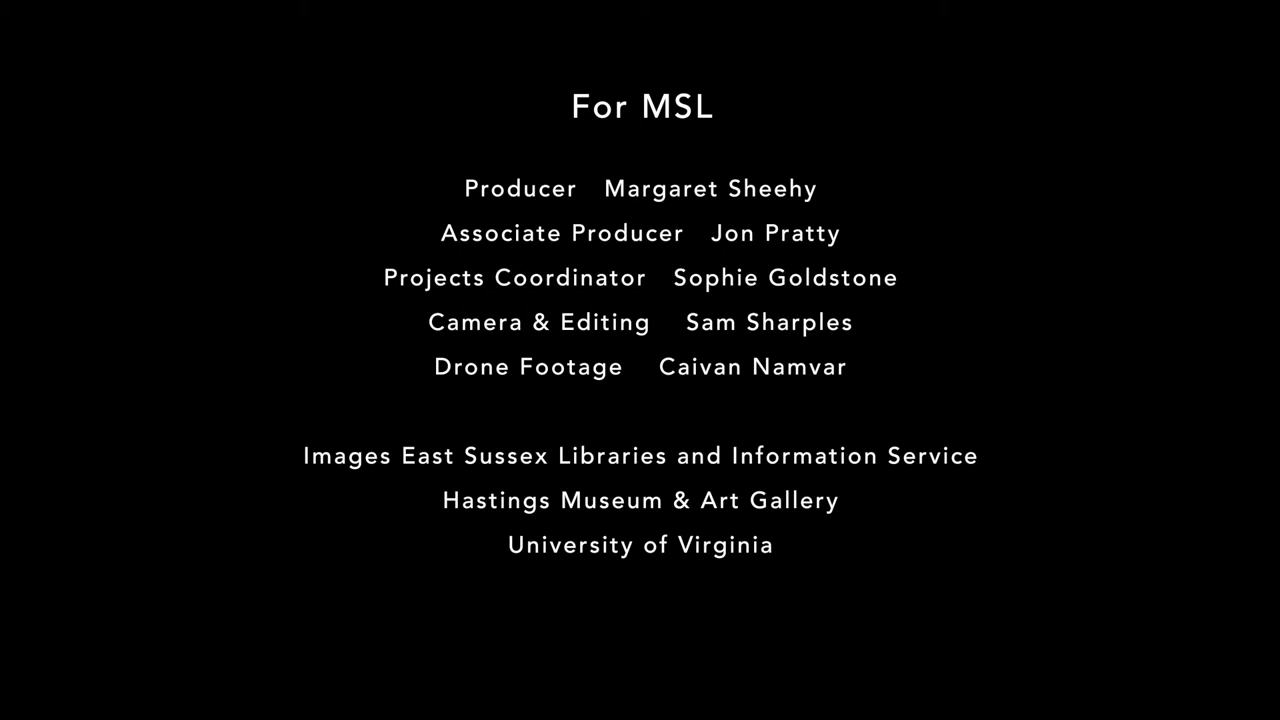 For MSL
Producer Margaret Sheehy
Associate Producer Jon Pratty
Projects Coordinator Sophie Goldstone
Camera & Editing Sam Sharples
Drone Footage Caivan Namvar
Images East Sussex Libraries and Information Service
Hastings Museum & Art Gallery
University of Virginia